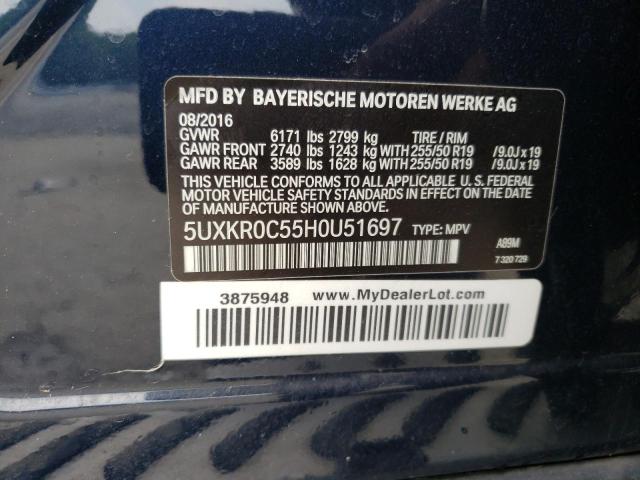 MFD BY BAYERISCHE MOTOREN WERKE AG
08/2016
GVWR 6171 lbs 2799 kg TIRE / RIM
GAWR FRONT 2740 lbs 1243 kg WITH 255/50 R19 /9.0J x 19
GAWR REAR 3589 lbs 1628 kg WITH 255/50 R19 /9.0J x 19
THIS VEHICLE CONFORMS TO ALL APPLICABLE U.S. FEDERAL
MOTOR VEHICLE SAFETY STANDARDS IN EFFECT ON THE
DATE OF MANUFACTURE SHOWN ABOVE.
5UXKR0C55H0U51697 TYPE: MPV
A89M
7 320 729
3875948 www.MyDealerLot.com